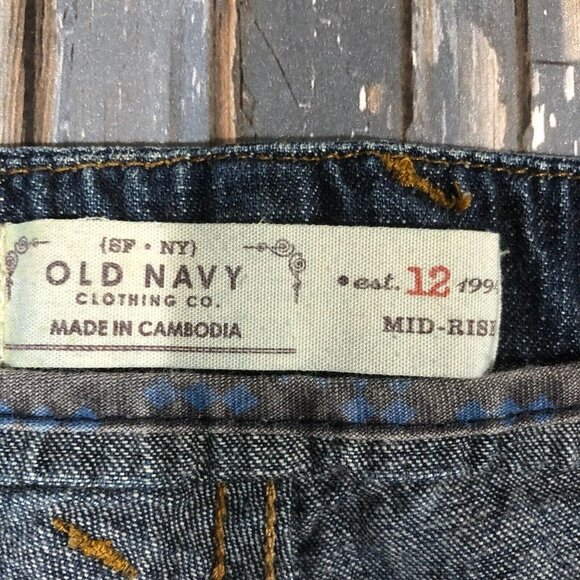 {SF • NY}
OLD NAVY
CLOTHING CO.
MADE IN CAMBODIA
•est. 12 199
MID-RIS